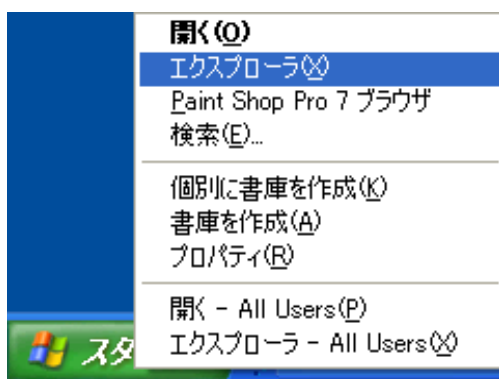 開く(O)
エクスプローラ(X)
Paint Shop Pro 7 ブラウザ
検索(E)...
個別に書庫を作成(K)
書庫を作成(A)
プロパティ(R)
開く - All Users(P)
エクスプローラ - All Users(X)
スタ